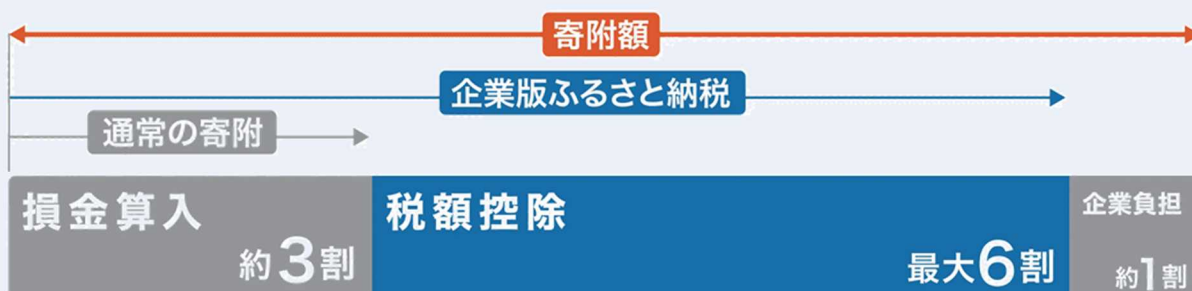 寄附額
企業版ふるさと納税
通常の寄附
損金算入
約3割
税額控除
最大6割
企業負担
約1割